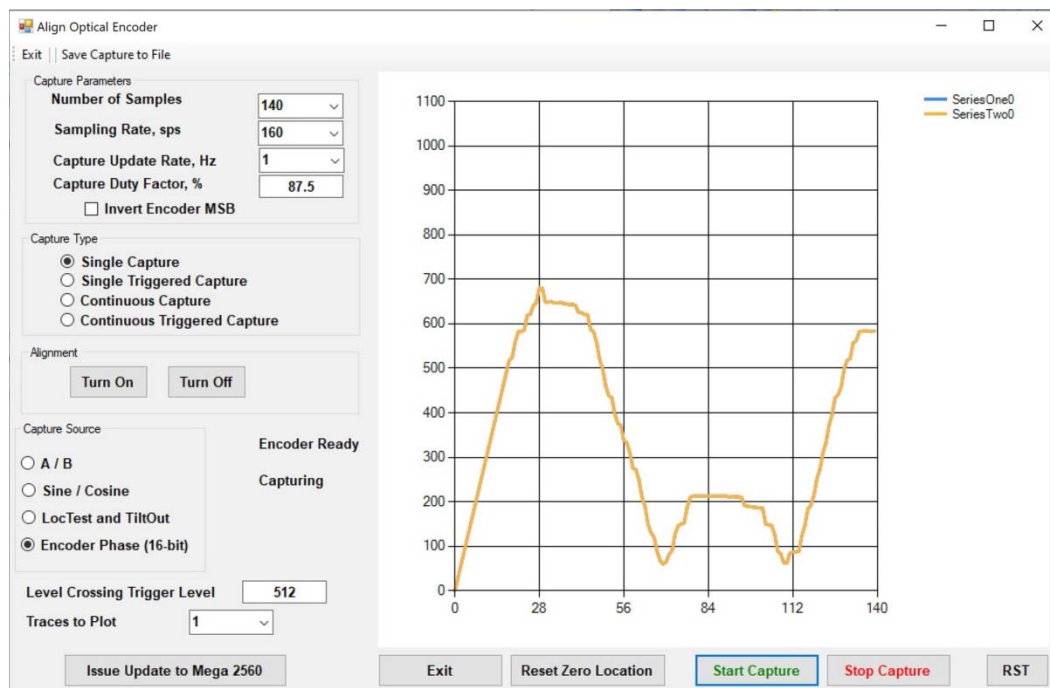 Align Optical Encoder
Exit Save Capture to File
Capture Parameters
Number of Samples 140
Sampling Rate, sps 160
Capture Update Rate, Hz 1
Capture Duty Factor, % 87.5
Invert Encoder MSB
Capture Type
Single Capture
Single Triggered Capture
Continuous Capture
Continuous Triggered Capture
Alignment
Turn On Turn Off
Capture Source
A / B
Sine / Cosine
LocTest and TiltOut
Encoder Phase (16-bit)
Encoder Ready
Capturing
Level Crossing Trigger Level 512
Traces to Plot 1
Issue Update to Mega 2560
1100
1000
900
800
700
600
500
400
300
200
100
0
0 28 56 84 112 140
SeriesOne0
SeriesTwo0
Exit Reset Zero Location Start Capture Stop Capture RST